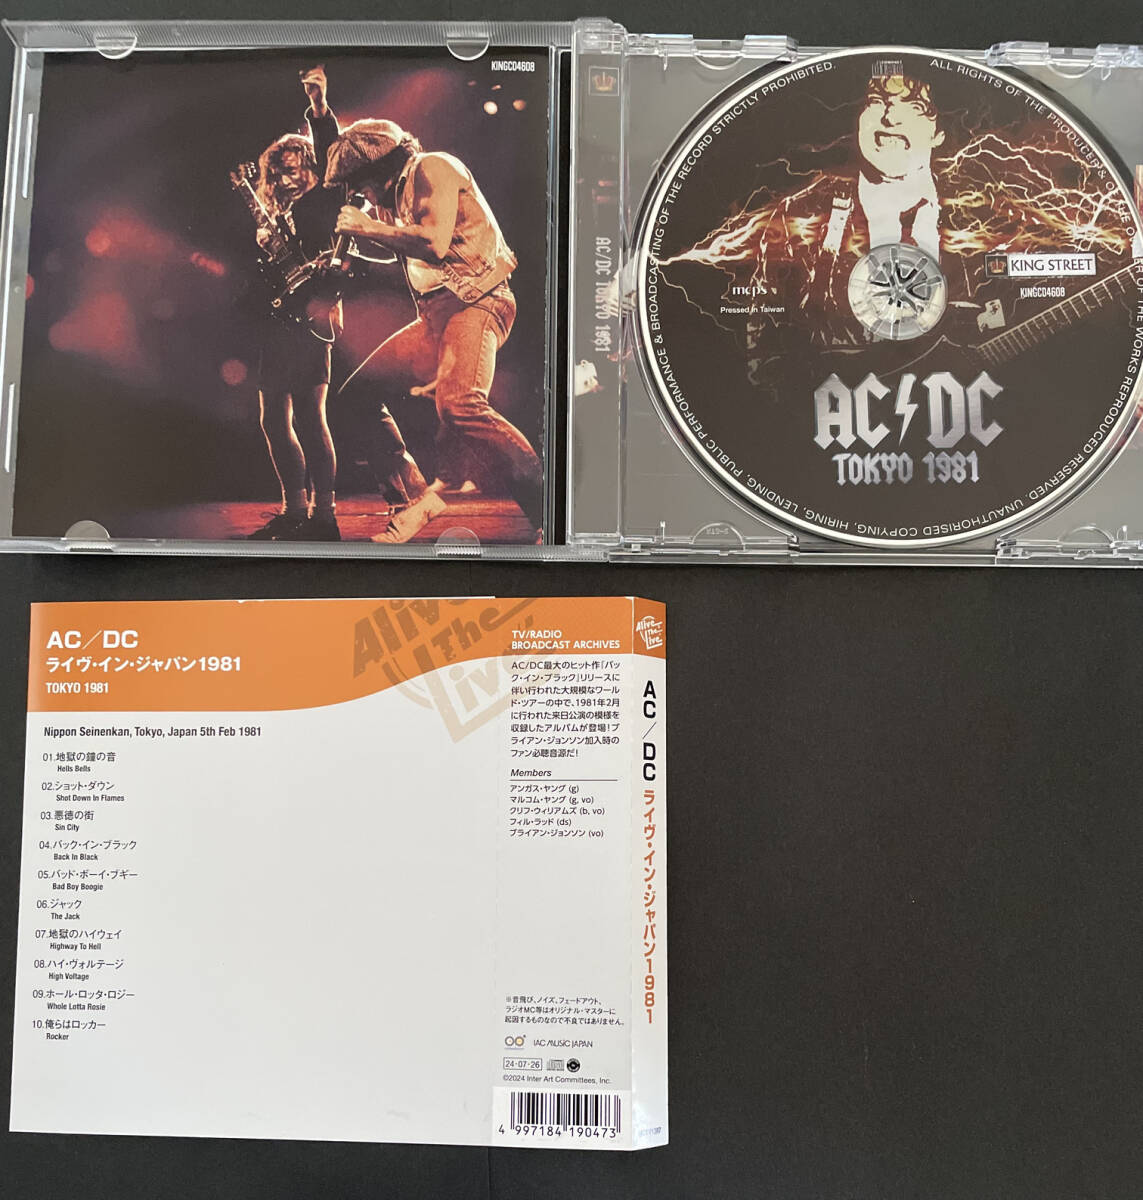 KINGCD4608
AC/DC TOKYO 1981
ALL RIGHTS OF THE PRODUCER & O
OF THE WORKS REPRODUCED RESERVED. UNAUTHORISED COPYING, HIRING, LENDING, PUBLIC PERFORMANCE & BROADCASTING OF THE RECORD STRICTLY PROHIBITED.
KING STREET
KINGCD4608
mcps
Pressed in Taiwan
AC/DC
TOKYO 1981
AC/DC
ライヴ・イン・ジャパン1981
TOKYO 1981
Alive
The
Live
TV/RADIO
BROADCAST ARCHIVES
Nippon Seinenkan, Tokyo, Japan 5th Feb 1981
01.地獄の鐘の音
Hells Bells
02.ショット・ダウン
Shot Down In Flames
03.悪徳の街
Sin City
04.バック・イン・ブラック
Back In Black
05.バッド・ボーイ・ブギー
Bad Boy Boogie
06.ジャック
The Jack
07.地獄のハイウェイ
Highway To Hell
08.ハイ・ヴォルテージ
High Voltage
09.ホール・ロッタ・ロジー
Whole Lotta Rosie
10.俺らはロッカー
Rocker
AC/DC最大のヒット作「バッ
ク・イン・ブラック」リリースに
伴い行われた大規模なワール
ド・ツアーの中で、1981年2月
に行われた来日公演の模様を
収録したアルバムが登場！ブ
ライアン・ジョンソン加入時の
ファン必聴音源だ！
Members
アンガス・ヤング (g)
マルコム・ヤング (g, vo)
クリフ・ウィリアムズ (b, vo)
フィル・ラッド (ds)
ブライアン・ジョンソン (vo)
※音飛び、ノイズ、フェードアウト、
ラジオMC等はオリジナル・マスターに
起因するものなので不良ではありません。
IAC MUSIC JAPAN
24・07・26
©2024 Inter Art Committees, Inc.
4 997184 190473
Alive
The
Live
AC/DC ライヴ・イン・ジャパン1981